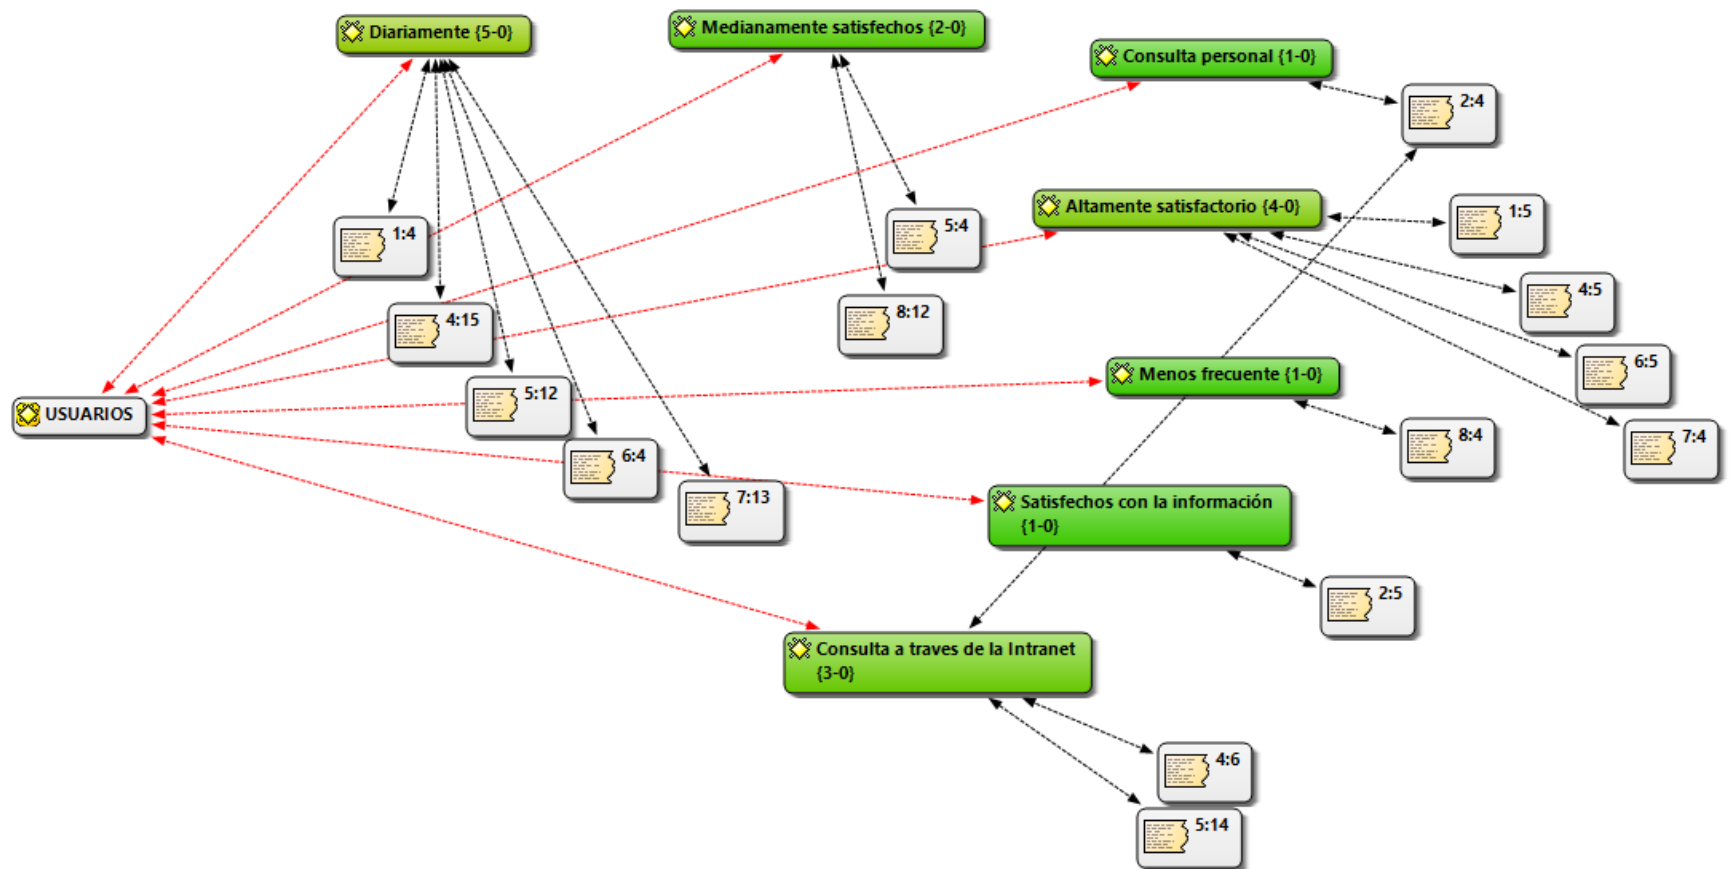 Diariamente {5-0}
Medianamente satisfechos {2-0}
Consulta personal {1-0}
2:4
Altamente satisfactorio {4-0}
1:5
1:4
5:4
4:5
4:15
8:12
6:5
Menos frecuente {1-0}
5:12
USUARIOS
8:4
7:4
6:4
7:13
Satisfechos con la información
{1-0}
2:5
Consulta a traves de la Intranet
{3-0}
4:6
5:14